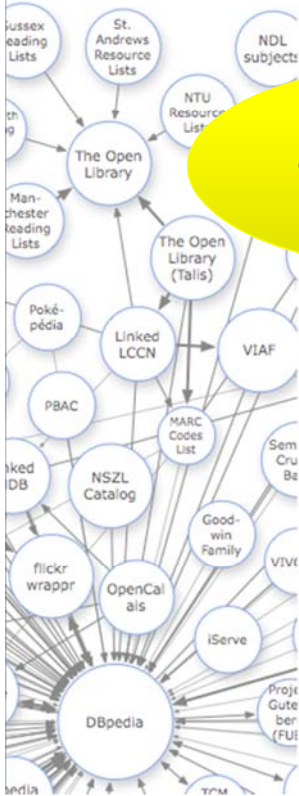 Sussex
Reading
Lists
St.
Andrews
Resource
Lists
NDL
subjects
NTU
Resource
Lists
The Open
Library
Man-
chester
Reading
Lists
The Open
Library
(Talis)
Poké-
pédia
Linked
LCCN
VIAF
PBAC
MARC
Codes
List
NSZL
Catalog
Good-
win
Family
flickr
wrappr
OpenCal
ais
iServe
DBpedia
TCM